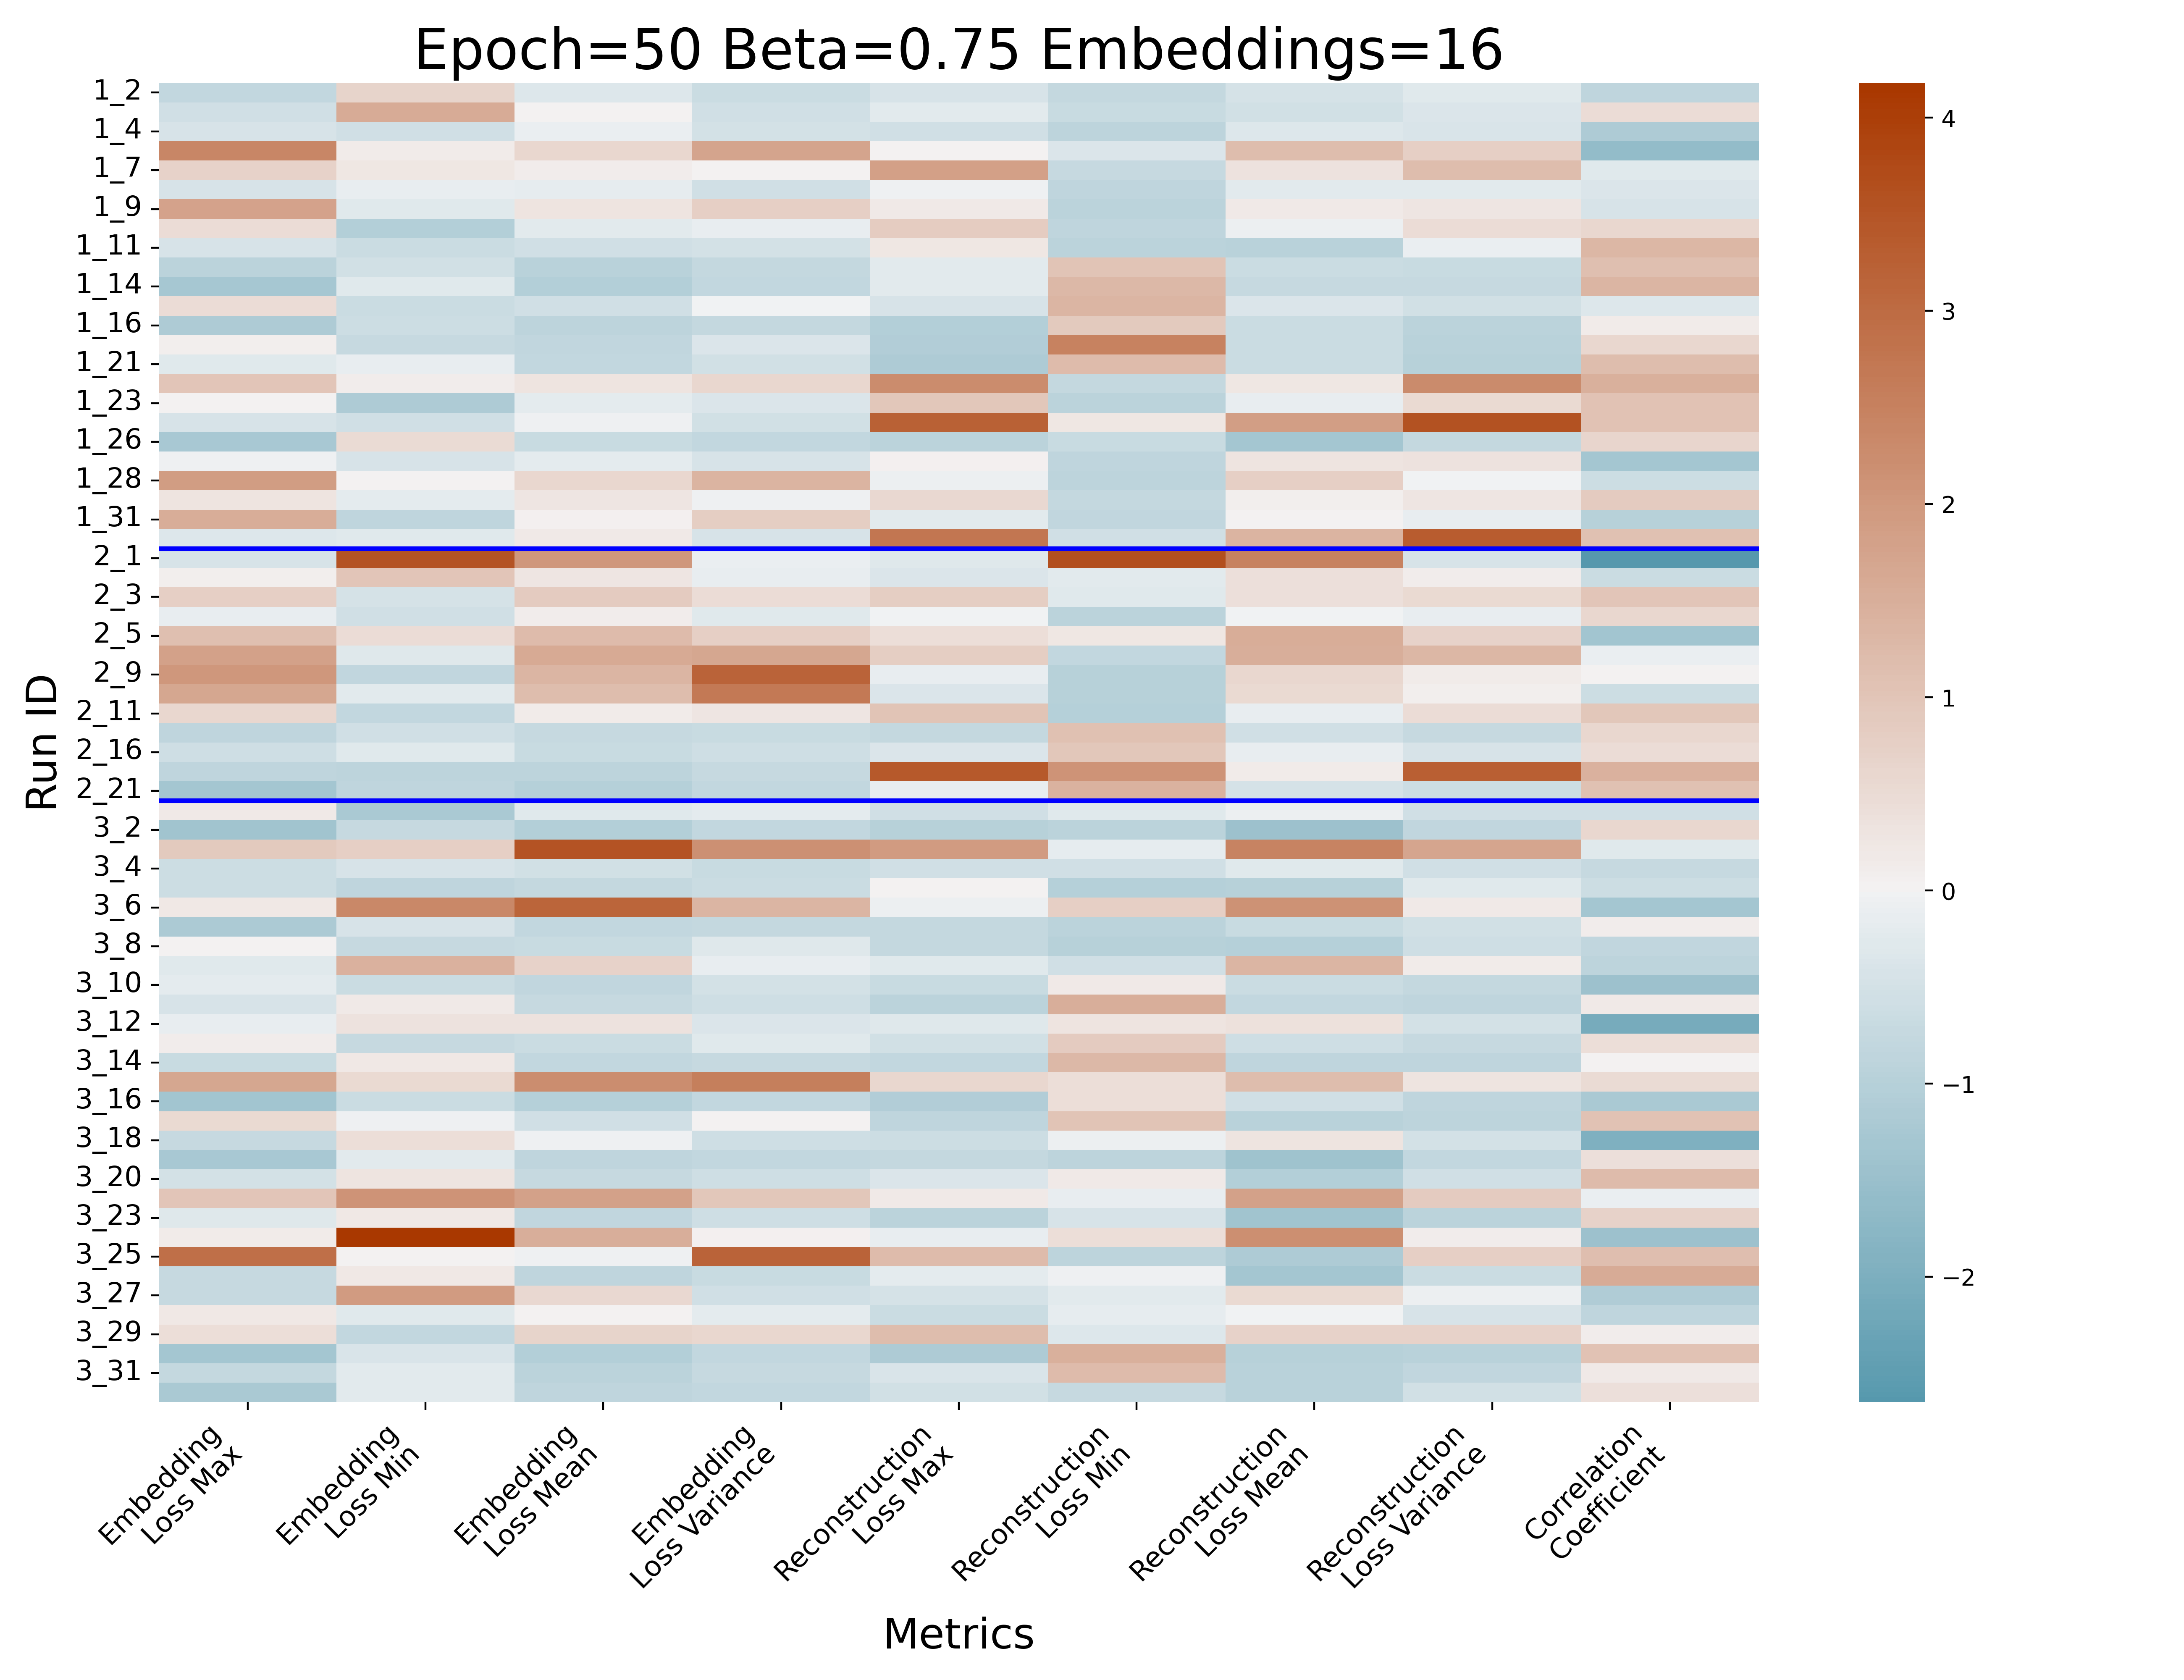 Epoch=50 Beta=0.75 Embeddings=16
Run ID
1_2
1_4
1_7
1_9
1_11
1_14
1_16
1_21
1_23
1_26
1_28
1_31
2_1
2_3
2_5
2_9
2_11
2_16
2_21
3_2
3_4
3_6
3_8
3_10
3_12
3_14
3_16
3_18
3_20
3_23
3_25
3_27
3_29
3_31
Embedding
Loss Max
Embedding
Loss Min
Embedding
Loss Mean
Embedding
Loss Variance
Reconstruction
Loss Max
Reconstruction
Loss Min
Reconstruction
Loss Mean
Reconstruction
Loss Variance
Correlation
Coefficient
Metrics
4
3
2
1
0
−1
−2